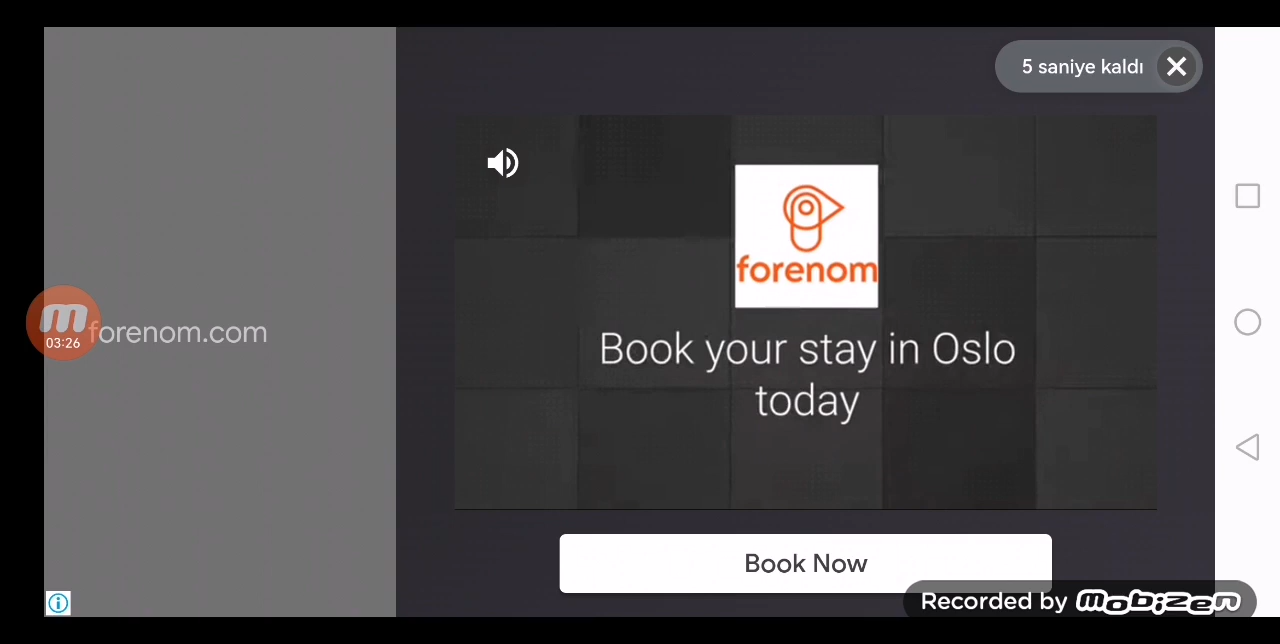 5 saniye kaldı
forenom
Book your stay in Oslo
today
03:26
forenom.com
Book Now
Recorded by mobizen